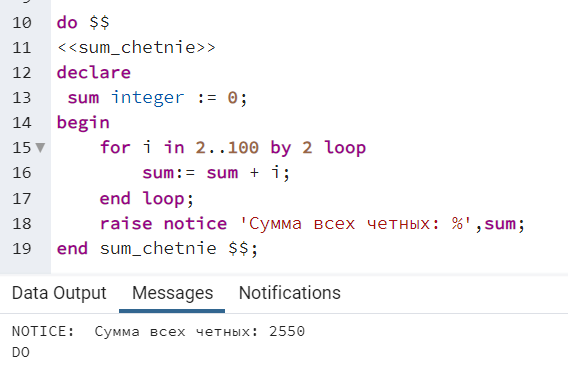 10 do $$
11 <<sum_chetnie>>
12 declare
13  sum integer := 0;
14 begin
15     for i in 2..100 by 2 loop
16         sum:= sum + i;
17     end loop;
18     raise notice 'Сумма всех четных: %',sum;
19 end sum_chetnie $$;
Data Output Messages Notifications
NOTICE:  Сумма всех четных: 2550
DO